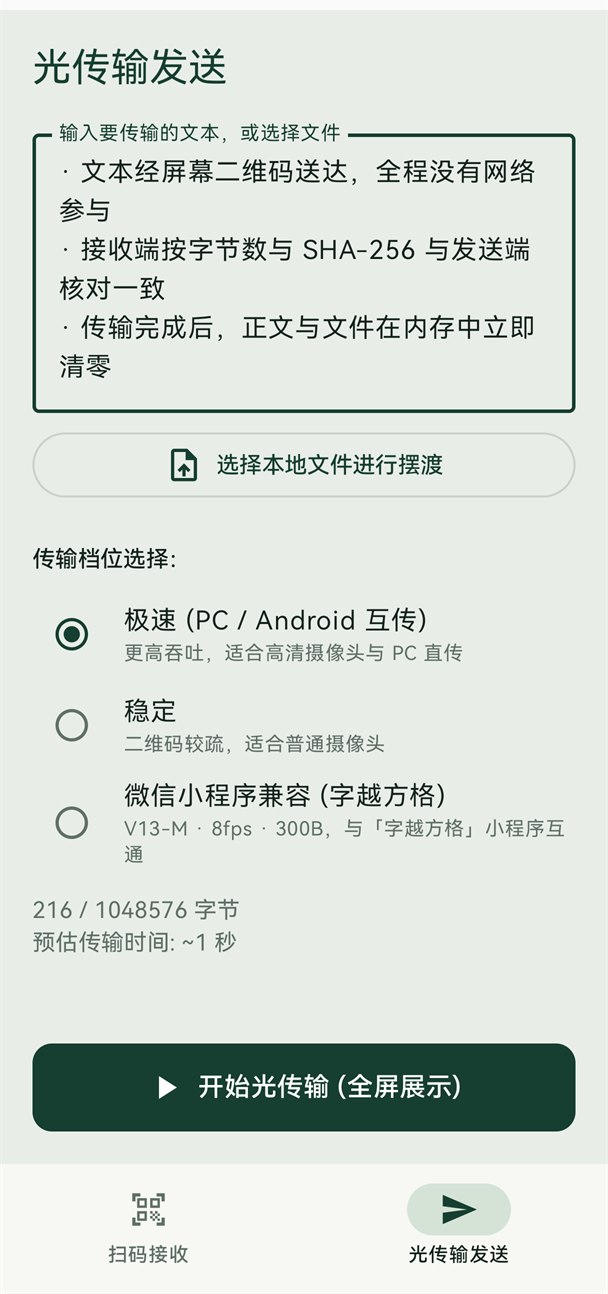 光传输发送
输入要传输的文本，或选择文件
· 文本经屏幕二维码送达，全程没有网络
参与
· 接收端按字节数与 SHA-256 与发送端
核对一致
· 传输完成后，正文与文件在内存中立即
清零
选择本地文件进行摆渡
传输档位选择：
极速 (PC / Android 互传)
更高吞吐，适合高清摄像头与 PC 直传
稳定
二维码较疏，适合普通摄像头
微信小程序兼容 (字越方格)
V13-M · 8fps · 300B，与「字越方格」小程序互
通
216 / 1048576 字节
预估传输时间: ~1 秒
开始光传输 (全屏展示)
扫码接收
光传输发送